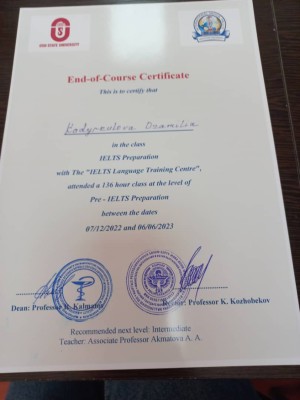 OSH STATE UNIVERSITY
End-of-Course Certificate
This is to certify that
in the class
IELTS Preparation
with The "IELTS Language Training Centre",
attended a 136 hour class at the level of
Pre - IELTS Preparation
between the dates
07/12/2022 and 06/06/2023
Dean: Professor R. Kalmatov
Rector: Professor K. Kozhobekov
Recommended next level: Intermediate
Teacher: Associate Professor Akmatova A. A.